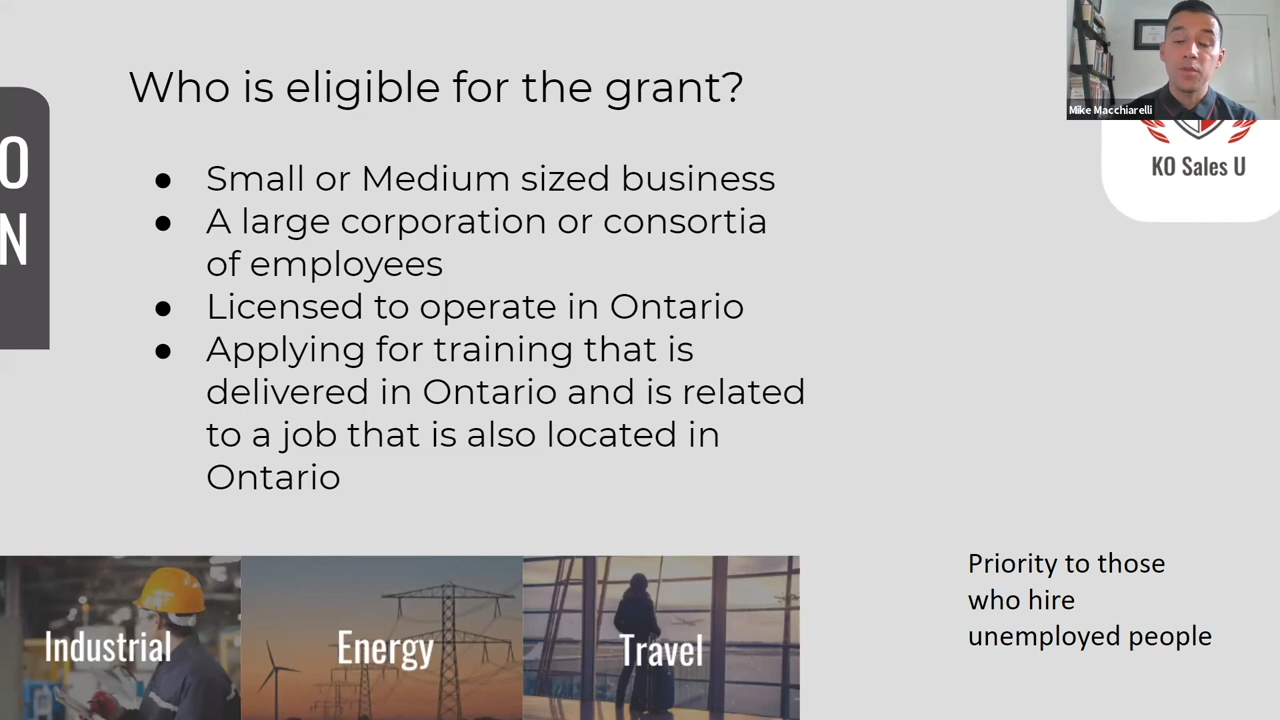 Who is eligible for the grant?
Mike Macchiarelli
KO Sales U
O
N
● Small or Medium sized business
● A large corporation or consortia
of employees
● Licensed to operate in Ontario
● Applying for training that is
delivered in Ontario and is related
to a job that is also located in
Ontario
Industrial
Energy
Travel
Priority to those
who hire
unemployed people